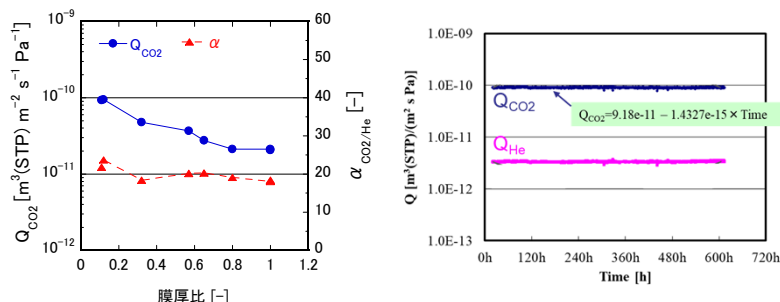 Q_CO2 [m³(STP) m⁻² s⁻¹ Pa⁻¹]
10⁻⁹
10⁻¹⁰
10⁻¹¹
10⁻¹²
Q_CO2
α
60
50
40
30
20
10
0
α_CO2/He [-]
0
0.2
0.4
0.6
0.8
1
1.2
膜厚比 [-]
Q [m³(STP)/(m² s Pa)]
1.0E-09
1.0E-10
1.0E-11
1.0E-12
1.0E-13
Q_CO2
Q_CO2=9.18e-11 − 1.4327e-15 × Time
Q_He
0h
120h
240h
360h
480h
600h
720h
Time [h]